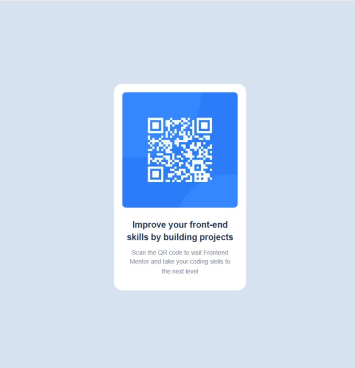 Improve your front-end
skills by building projects
Scan the QR code to visit Frontend
Mentor and take your coding skills to
the next level